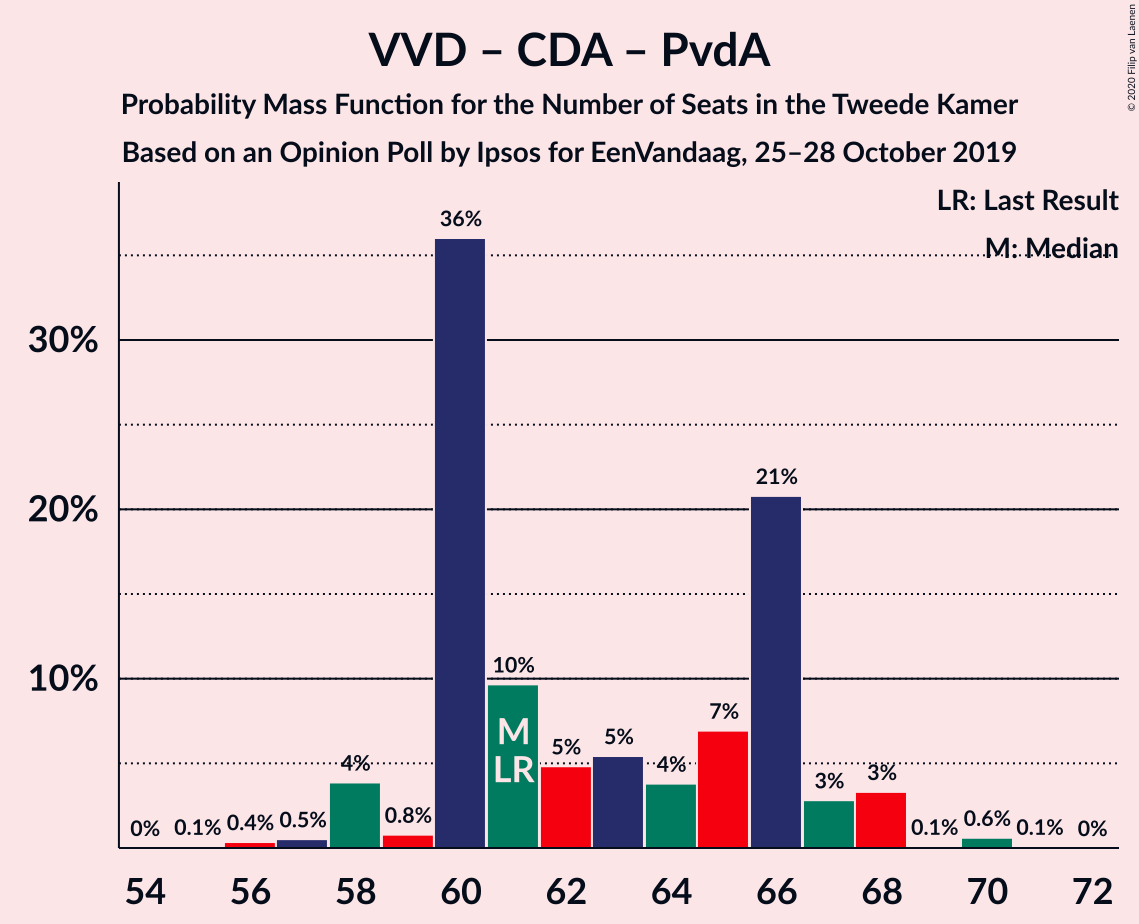 © 2020 Filip van Laenen
VVD – CDA – PvdA
Probability Mass Function for the Number of Seats in the Tweede Kamer
Based on an Opinion Poll by Ipsos for EenVandaag, 25–28 October 2019
LR: Last Result
M: Median
30%
20%
10%
0%
0.1%
0.4%
0.5%
4%
0.8%
36%
10%
M
LR
5%
5%
4%
7%
21%
3%
3%
0.1%
0.6%
0.1%
0%
54 56 58 60 62 64 66 68 70 72